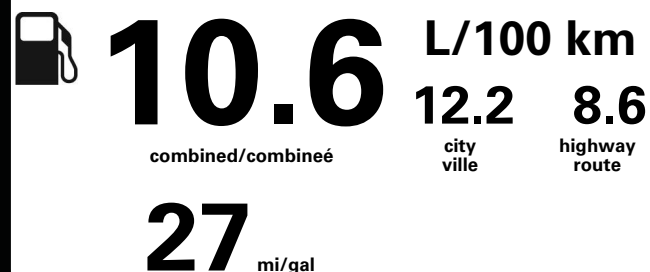 10.6 L/100 km
12.2 8.6
combined/combineé
city highway
ville route
27 mi/gal